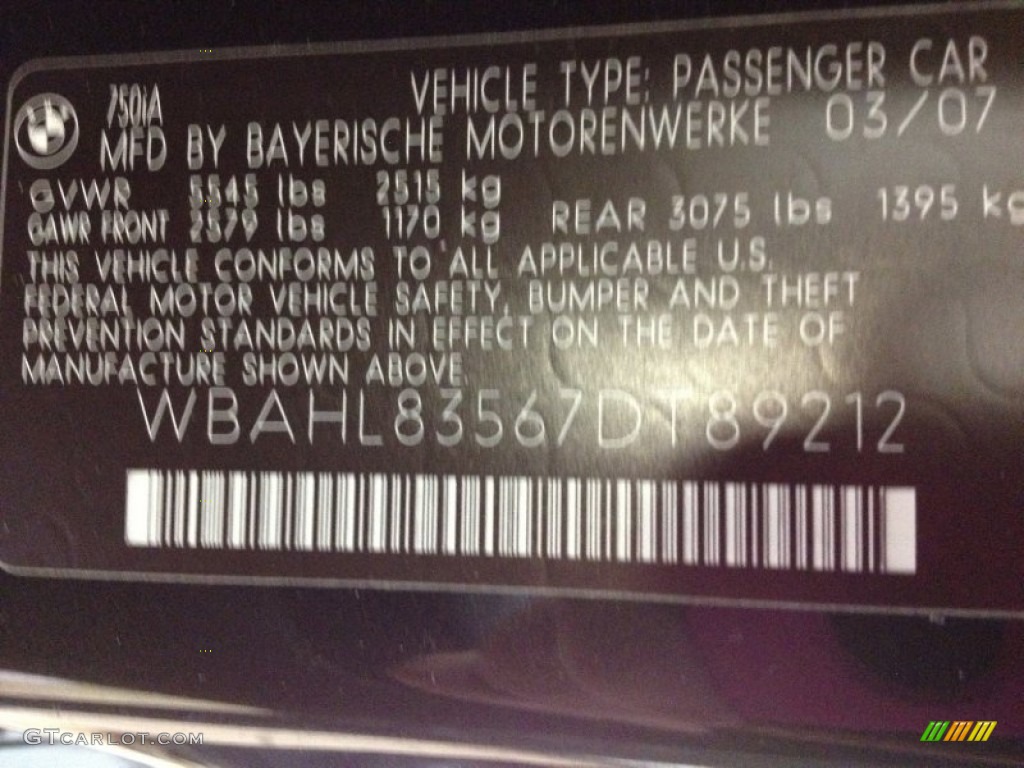 750iA
VEHICLE TYPE: PASSENGER CAR
MFD BY BAYERISCHE MOTORENWERKE 03/07
GVWR 5545 lbs 2515 kg
GAWR FRONT 2579 lbs 1170 kg REAR 3075 lbs 1395 kg
THIS VEHICLE CONFORMS TO ALL APPLICABLE U.S.
FEDERAL MOTOR VEHICLE SAFETY, BUMPER AND THEFT
PREVENTION STANDARDS IN EFFECT ON THE DATE OF
MANUFACTURE SHOWN ABOVE
WBAHL83567DT89212
GTCARLOT.COM